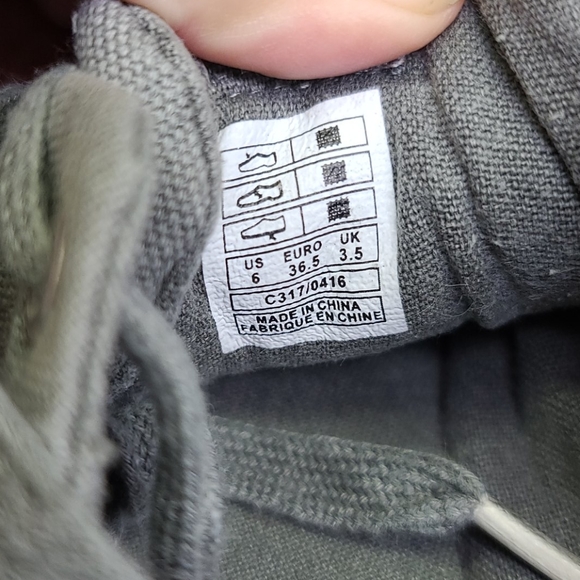 US EURO UK
6 36.5 3.5
C317/0416
MADE IN CHINA
FABRIQUE EN CHINE